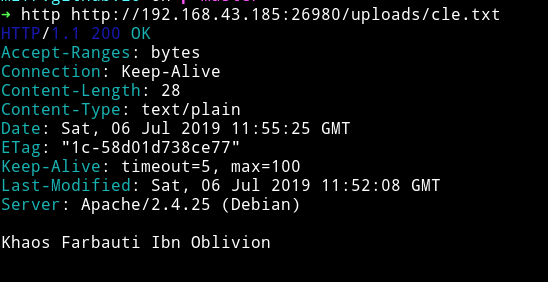 ➜ http http://192.168.43.185:26980/uploads/cle.txt
HTTP/1.1 200 OK
Accept-Ranges: bytes
Connection: Keep-Alive
Content-Length: 28
Content-Type: text/plain
Date: Sat, 06 Jul 2019 11:55:25 GMT
ETag: "1c-58d01d738ce77"
Keep-Alive: timeout=5, max=100
Last-Modified: Sat, 06 Jul 2019 11:52:08 GMT
Server: Apache/2.4.25 (Debian)
Khaos Farbauti Ibn Oblivion